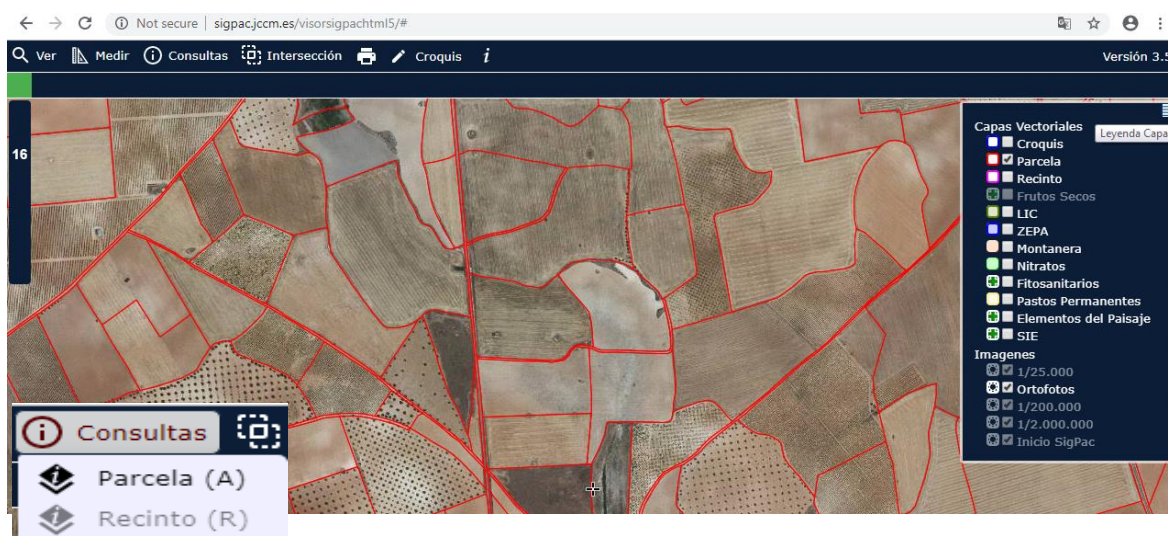 Not secure | sigpac.jccm.es/visorsigpachtml5/#
Ver Medir Consultas Intersección Croquis i
Versión 3.5
16
Capas Vectoriales
Leyenda Capa
Croquis
Parcela
Recinto
Frutos Secos
LIC
ZEPA
Montanera
Nitratos
Fitosanitarios
Pastos Permanentes
Elementos del Paisaje
SIE
Imagenes
1/25.000
Ortofotos
1/200.000
1/2.000.000
Inicio SigPac
Consultas
Parcela (A)
Recinto (R)